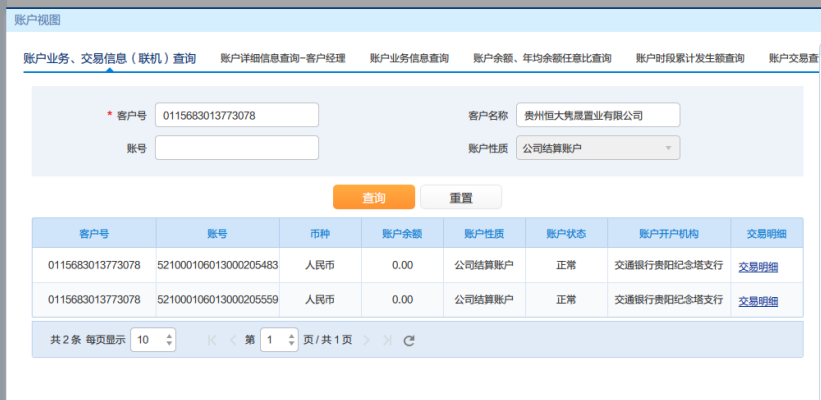 账户视图
账户业务、交易信息（联机）查询 账户详细信息查询-客户经理 账户业务信息查询 账户余额、年均余额任意比查询 账户时段累计发生额查询 账户交易查
* 客户号 0115683013773078 客户名称 贵州恒大隽晟置业有限公司
账号 账户性质 公司结算账户
查询 重置
客户号 账号 币种 账户余额 账户性质 账户状态 账户开户机构 交易明细
0115683013773078 521000106013000205483 人民币 0.00 公司结算账户 正常 交通银行贵阳纪念塔支行 交易明细
0115683013773078 521000106013000205559 人民币 0.00 公司结算账户 正常 交通银行贵阳纪念塔支行 交易明细
共 2 条 每页显示 10 第 1 页/共 1 页